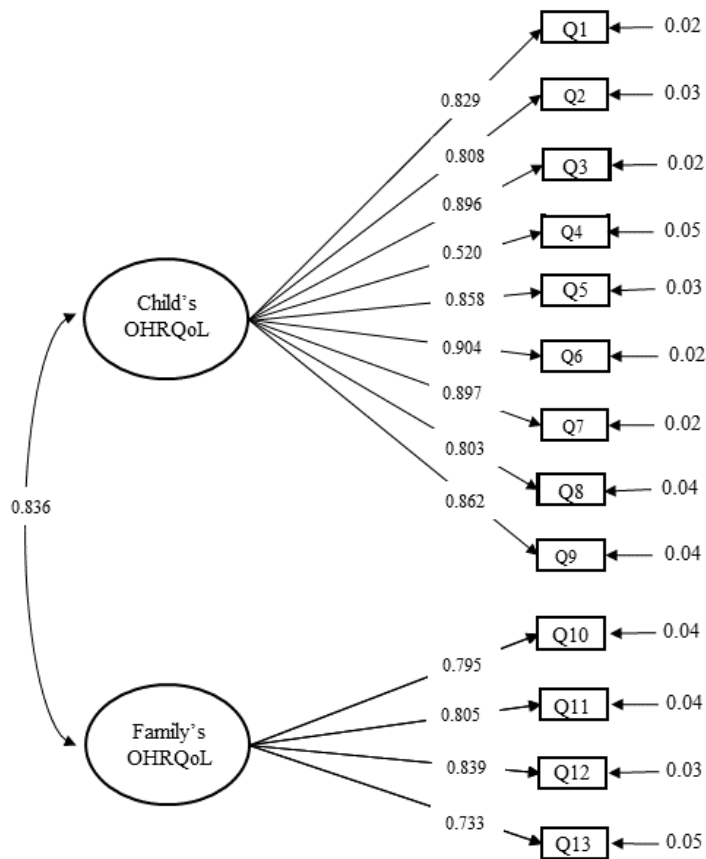 Q1
0.02
0.829
Q2
0.03
0.808
Q3
0.02
0.896
Q4
0.05
0.520
Child's
OHRQoL
Q5
0.03
0.858
Q6
0.02
0.904
Q7
0.02
0.897
Q8
0.04
0.803
Q9
0.04
0.862
0.836
Q10
0.04
0.795
Q11
0.04
0.805
Family's
OHRQoL
Q12
0.03
0.839
Q13
0.05
0.733